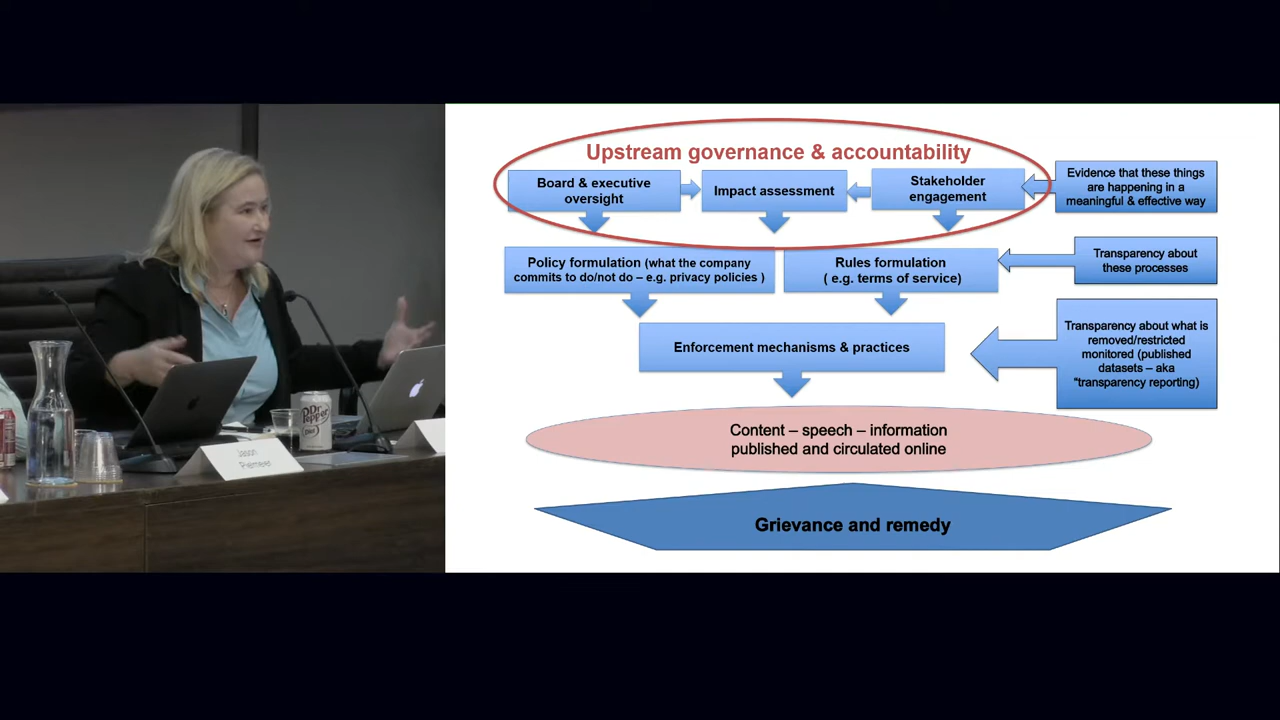 Upstream governance & accountability
Board & executive
oversight
Impact assessment
Stakeholder
engagement
Evidence that these things
are happening in a
meaningful & effective way
Policy formulation (what the company
commits to do/not do – e.g. privacy policies )
Rules formulation
( e.g. terms of service)
Transparency about
these processes
Enforcement mechanisms & practices
Transparency about what is
removed/restricted
monitored (published
datasets – aka
"transparency reporting)
Content – speech – information
published and circulated online
Grievance and remedy
Dr
Pepper
Diet
Jason
Pielmeier